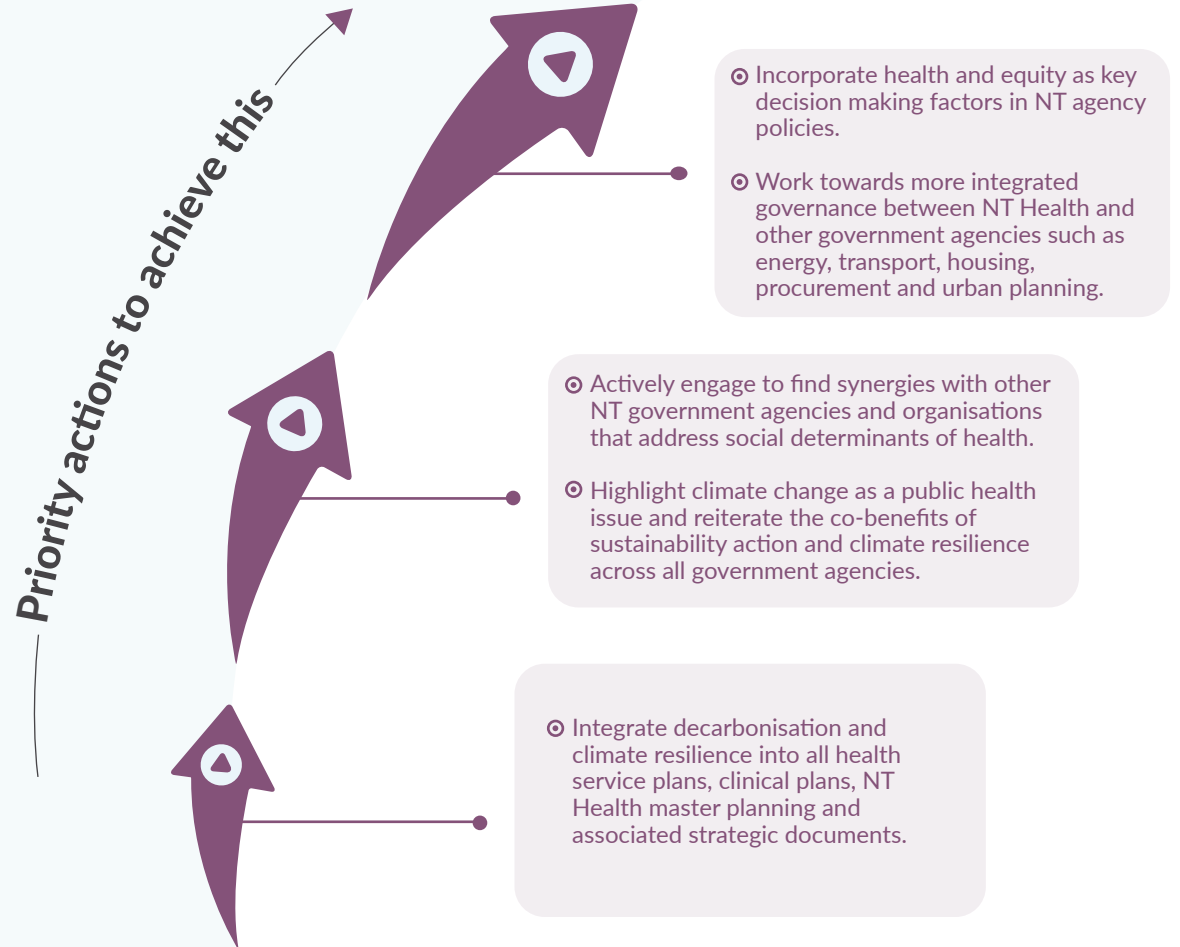 Priority actions to achieve this
Incorporate health and equity as key
decision making factors in NT agency
policies.
Work towards more integrated
governance between NT Health and
other government agencies such as
energy, transport, housing,
procurement and urban planning.
Actively engage to find synergies with other
NT government agencies and organisations
that address social determinants of health.
Highlight climate change as a public health
issue and reiterate the co-benefits of
sustainability action and climate resilience
across all government agencies.
Integrate decarbonisation and
climate resilience into all health
service plans, clinical plans, NT
Health master planning and
associated strategic documents.